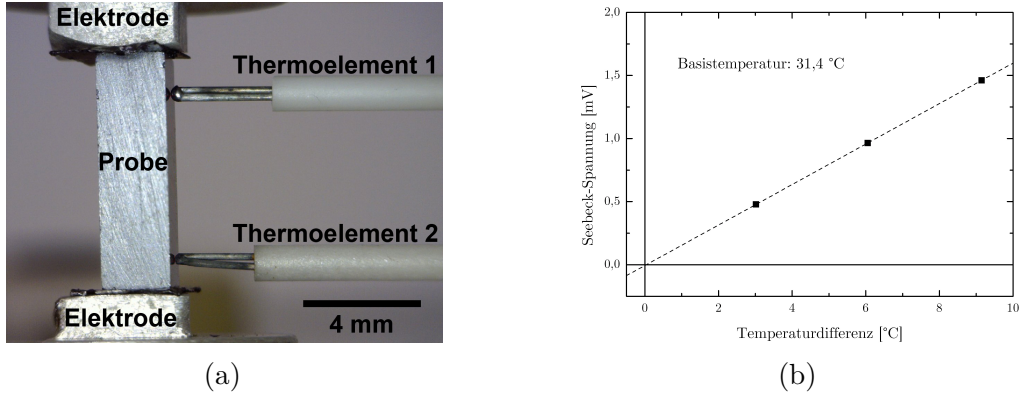 Elektrode
Thermoelement 1
Probe
Thermoelement 2
Elektrode
4 mm
(a)
Seebeck-Spannung [mV]
2,0
1,5
1,0
0,5
0,0
Basistemperatur: 31,4 °C
0 2 4 6 8 10
Temperaturdifferenz [°C]
(b)